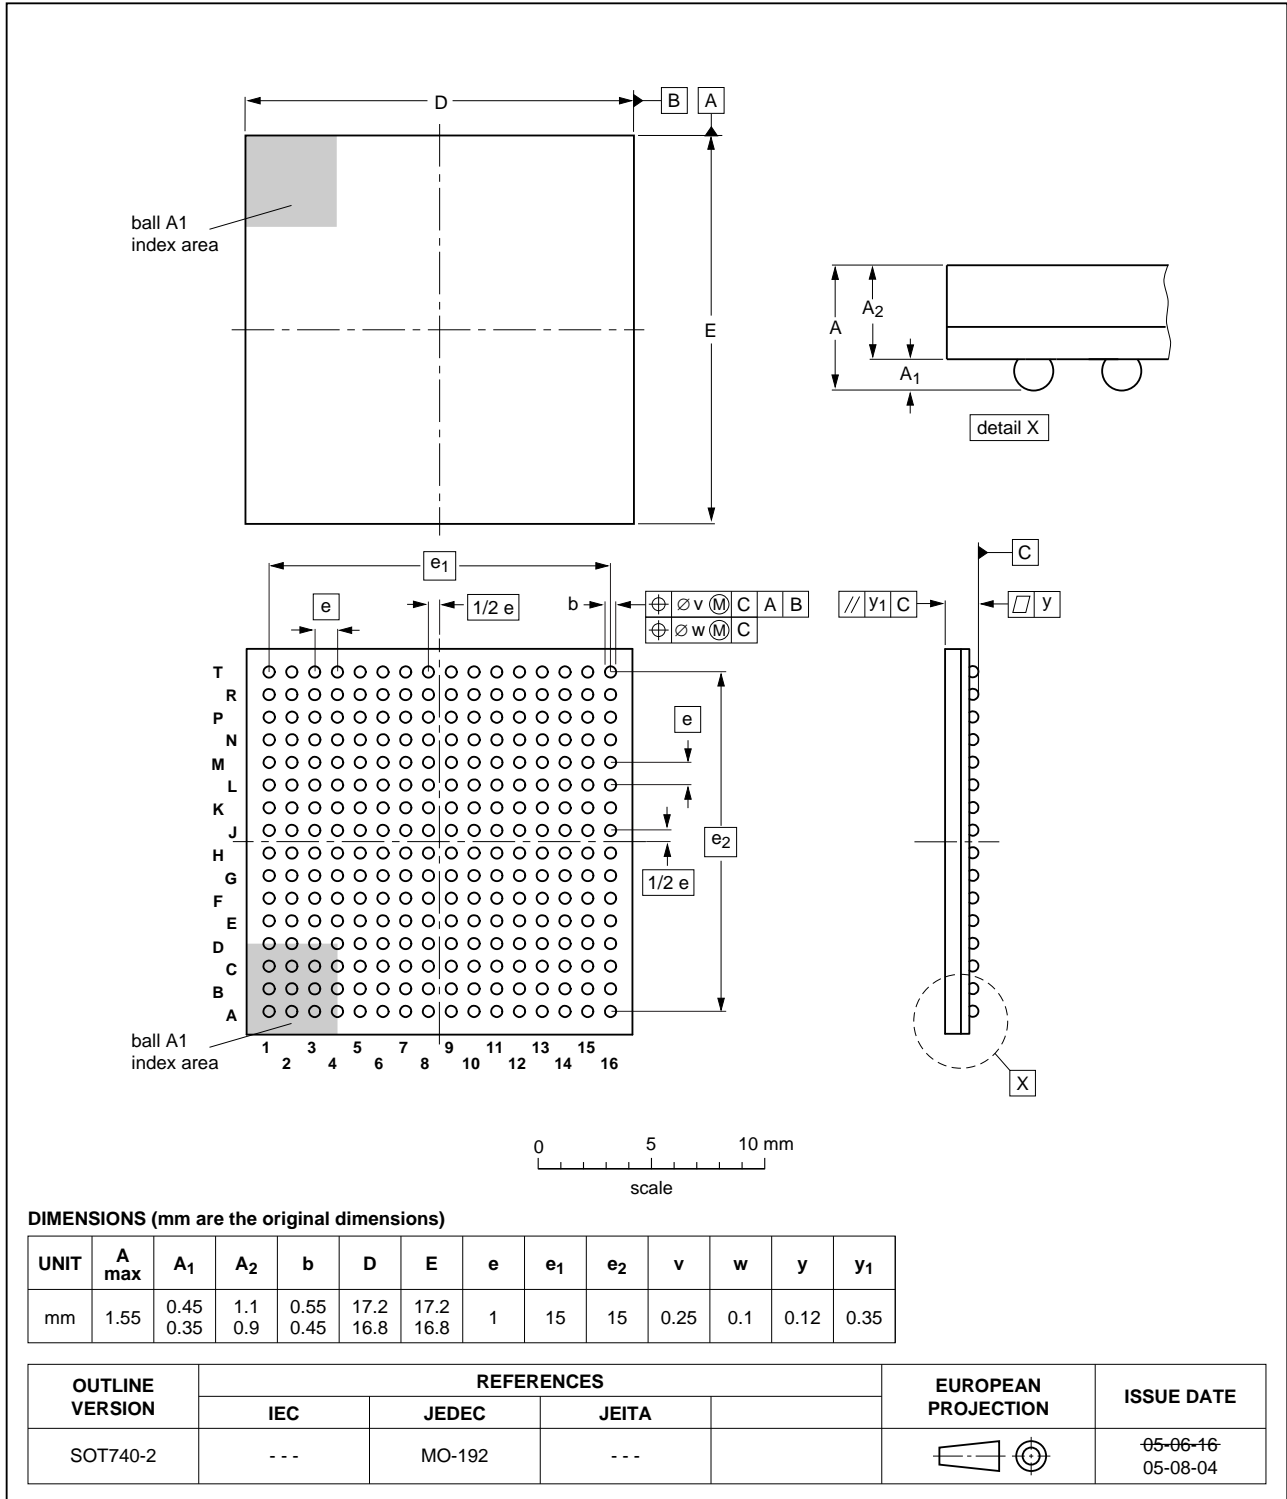 D
B
A
ball A1
index area
E
A
A2
A1
detail X
e1
C
e
1/2 e
b
⌀ v Ⓜ C A B
⌀ w Ⓜ C
// y1 C
⏥ y
T
R
P
N
M
L
K
J
H
G
F
E
D
C
B
A
e
e2
1/2 e
ball A1
index area
1 3 5 7 9 11 13 15
2 4 6 8 10 12 14 16
X
0 5 10 mm
scale
DIMENSIONS (mm are the original dimensions)
UNIT A max A1 A2 b D E e e1 e2 v w y y1
mm 1.55 0.45 0.35 1.1 0.9 0.55 0.45 17.2 16.8 17.2 16.8 1 15 15 0.25 0.1 0.12 0.35
OUTLINE VERSION REFERENCES EUROPEAN PROJECTION ISSUE DATE
IEC JEDEC JEITA
SOT740-2 - - - MO-192 - - - 05-06-16
05-08-04